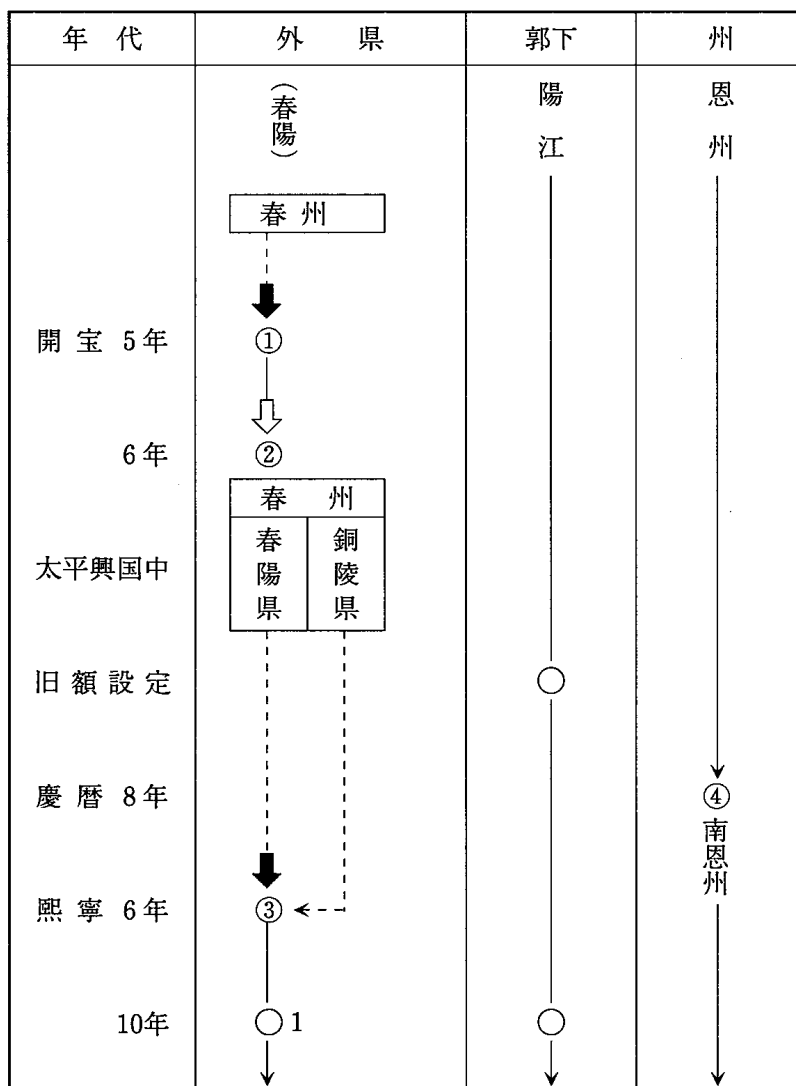 年代 外県 郭下 州
(春陽) 陽江 恩州
春州
開宝5年 ①
6年 ②
春州
太平興国中 春陽県 銅陵県
旧額設定
慶暦8年 ④
南恩州
熙寧6年 ③
10年 1